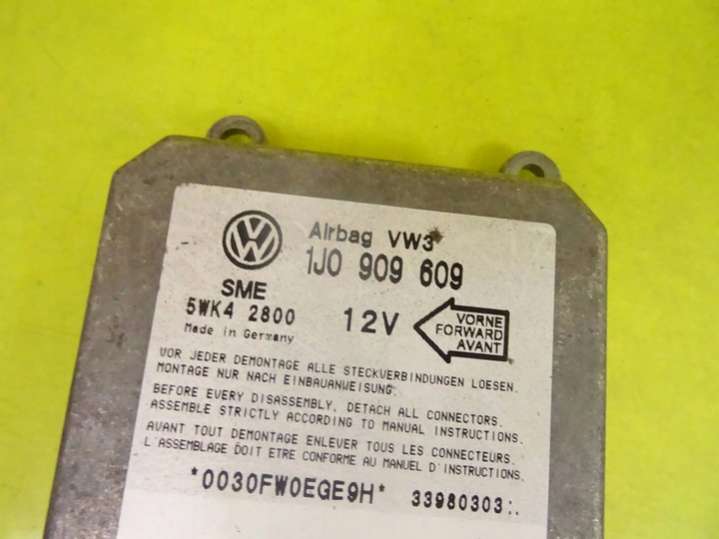 Airbag VW3
1J0 909 609
SME
5WK4 2800
Made in Germany
12V
VORNE
FORWARD
AVANT
VOR JEDER DEMONTAGE ALLE STECKVERBINDUNGEN LOESEN.
MONTAGE NUR NACH EINBAUANWEISUNG.
BEFORE EVERY DISASSEMBLY, DETACH ALL CONNECTORS.
ASSEMBLE STRICTLY ACCORDING TO MANUAL INSTRUCTIONS.
AVANT TOUT DEMONTAGE ENLEVER TOUS LES CONNECTEURS.
L'ASSEMBLAGE DOIT ETRE CONFORME AU MANUEL D'INSTRUCTIONS.
*0030FW0EGE9H* 33980303:.